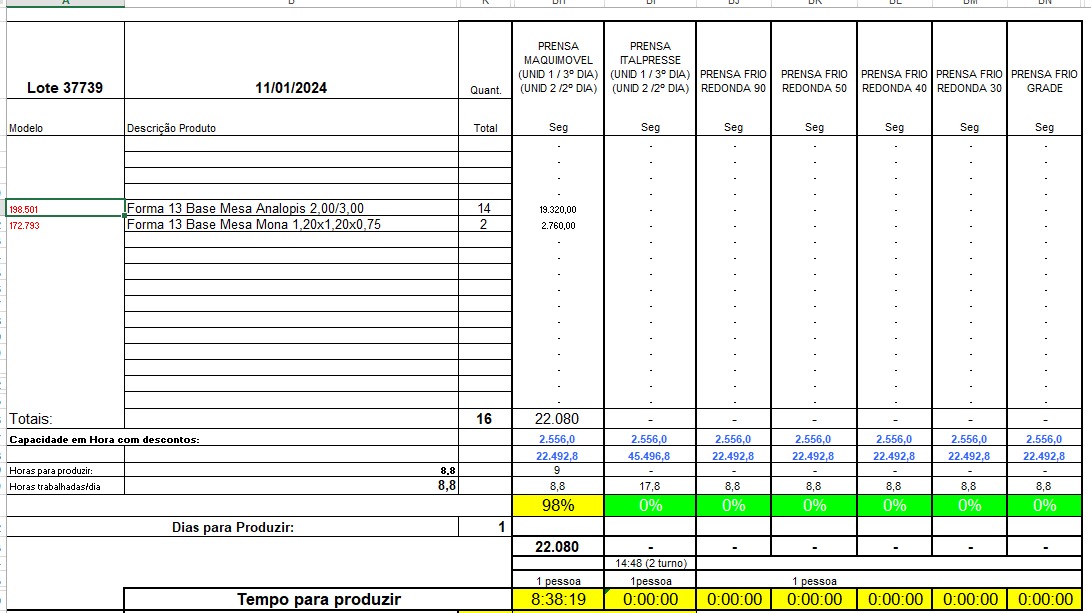 A B K BH BI BJ BK BL BM BN
PRENSA MAQUIMOVEL (UNID 1 / 3º DIA) (UNID 2 /2º DIA)
PRENSA ITALPRESSE (UNID 1 / 3º DIA) (UNID 2 /2º DIA)
PRENSA FRIO REDONDA 90
PRENSA FRIO REDONDA 50
PRENSA FRIO REDONDA 40
PRENSA FRIO REDONDA 30
PRENSA FRIO GRADE
Lote 37739 11/01/2024 Quant.
Modelo Descrição Produto Total Seg Seg Seg Seg Seg Seg Seg
- - - - - - -
- - - - - - -
- - - - - - -
- - - - - - -
198.501 Forma 13 Base Mesa Analopis 2,00/3,00 14 19.320,00 - - - - - -
172.793 Forma 13 Base Mesa Mona 1,20x1,20x0,75 2 2.760,00 - - - - - -
- - - - - - -
- - - - - - -
- - - - - - -
- - - - - - -
- - - - - - -
- - - - - - -
- - - - - - -
- - - - - - -
- - - - - - -
- - - - - - -
- - - - - - -
Totais: 16 22.080 - - - - - -
Capacidade em Hora com descontos: 2.556,0 2.556,0 2.556,0 2.556,0 2.556,0 2.556,0 2.556,0
22.492,8 45.496,8 22.492,8 22.492,8 22.492,8 22.492,8 22.492,8
Horas para produzir: 8,8 9 - - - - - -
Horas trabalhadas/dia 8,8 8,8 17,8 8,8 8,8 8,8 8,8 8,8
98% 0% 0% 0% 0% 0% 0%
Dias para Produzir: 1
22.080 - - - - - -
14:48 (2 turno)
1 pessoa 1pessoa 1 pessoa
Tempo para produzir 8:38:19 0:00:00 0:00:00 0:00:00 0:00:00 0:00:00 0:00:00